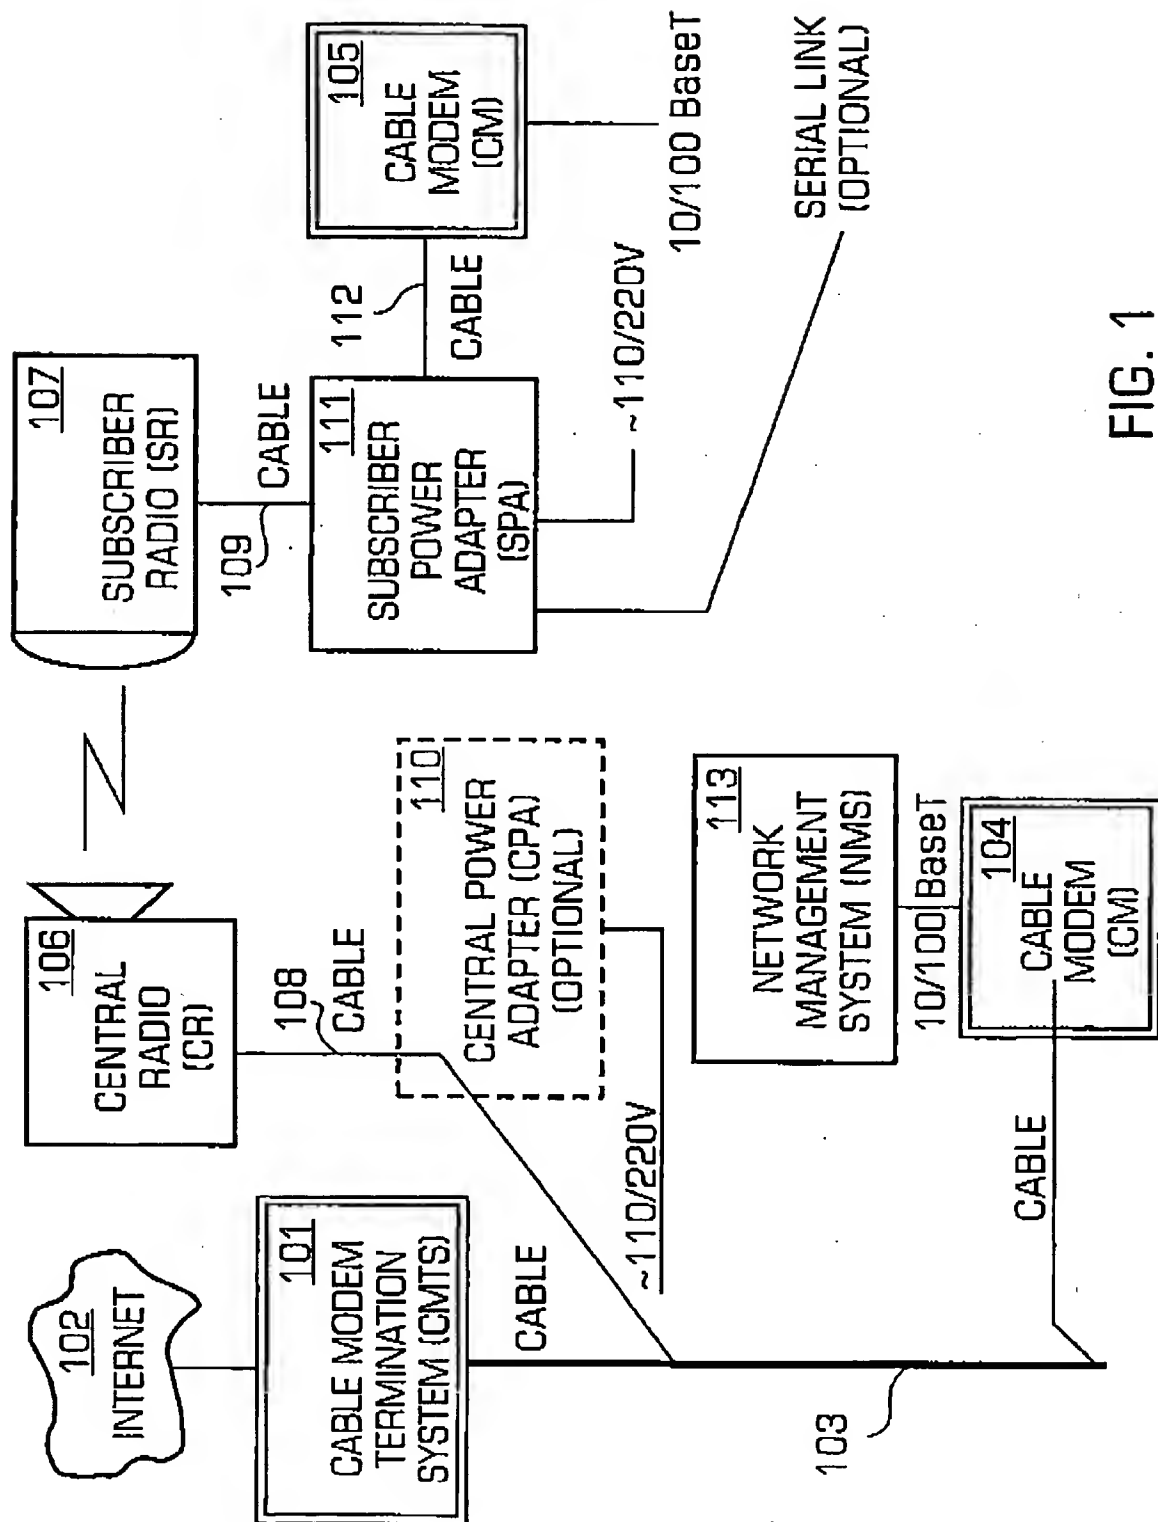 102
INTERNET
101
CABLE MODEM
TERMINATION
SYSTEM (CMTS)
CABLE
103
106
CENTRAL
RADIO
(CR)
108
CABLE
110
CENTRAL POWER
ADAPTER (CPA)
(OPTIONAL)
~110/220V
113
NETWORK
MANAGEMENT
SYSTEM (NMS)
10/100 BaseT
104
CABLE
MODEM
(CM)
CABLE
107
SUBSCRIBER
RADIO (SR)
109
CABLE
111
SUBSCRIBER
POWER
ADAPTER
(SPA)
112
CABLE
105
CABLE
MODEM
(CM)
10/100 BaseT
~110/220V
SERIAL LINK
(OPTIONAL)
FIG. 1